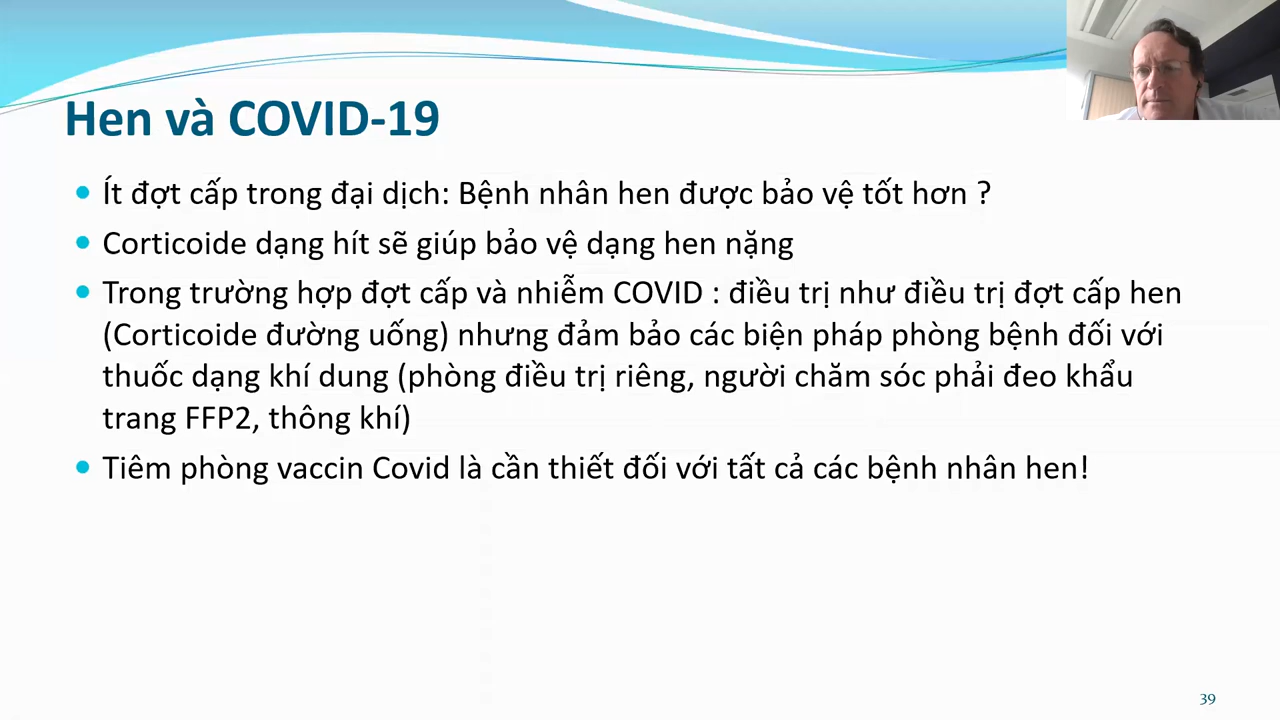 Hen và COVID-19
Ít đợt cấp trong đại dịch: Bệnh nhân hen được bảo vệ tốt hơn ?
Corticoide dạng hít sẽ giúp bảo vệ dạng hen nặng
Trong trường hợp đợt cấp và nhiễm COVID : điều trị như điều trị đợt cấp hen
(Corticoide đường uống) nhưng đảm bảo các biện pháp phòng bệnh đối với
thuốc dạng khí dung (phòng điều trị riêng, người chăm sóc phải đeo khẩu
trang FFP2, thông khí)
Tiêm phòng vaccin Covid là cần thiết đối với tất cả các bệnh nhân hen!
39